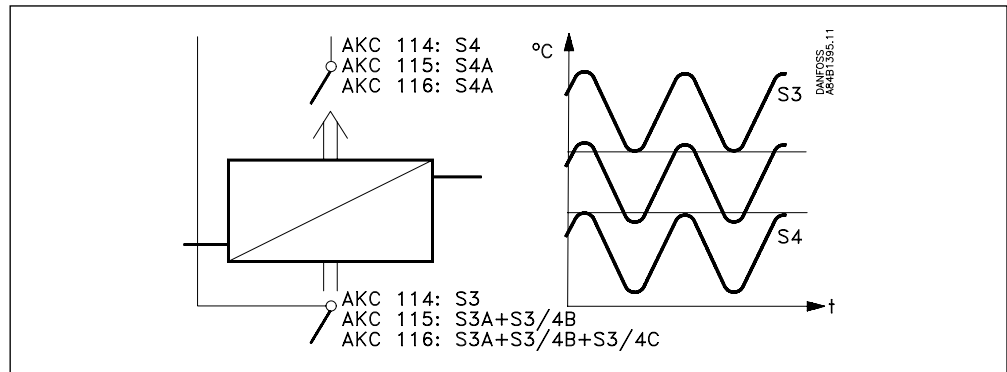 AKC 114: S4
AKC 115: S4A
AKC 116: S4A
AKC 114: S3
AKC 115: S3A+S3/4B
AKC 116: S3A+S3/4B+S3/4C
°C
S3
S4
t
DANFOSS
A84B1395.11